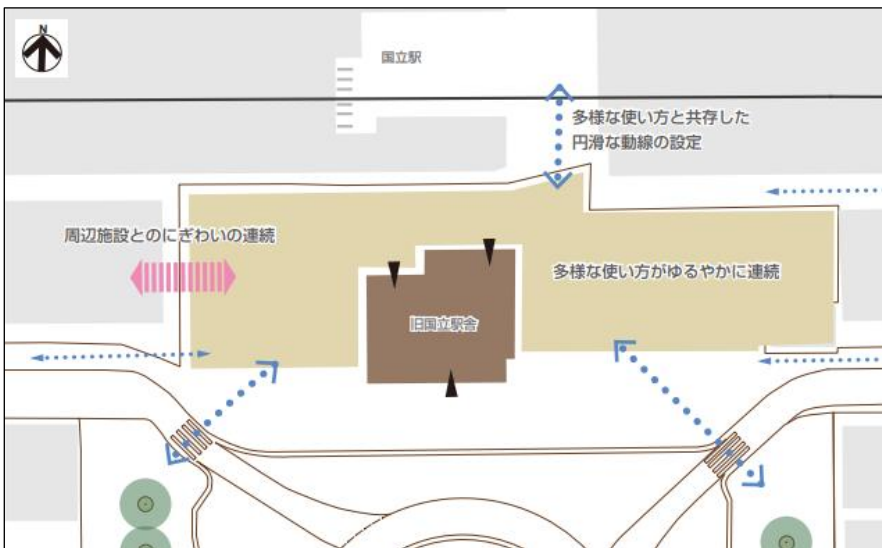 N
国立駅
多様な使い方と共存した
円滑な動線の設定
周辺施設とのにぎわいの連続
多様な使い方がゆるやかに連続
旧国立駅舎